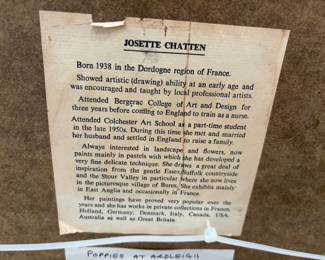 JOSETTE CHATTEN
Born 1938 in the Dordogne region of France.
Showed artistic (drawing) ability at an early age and
was encouraged and taught by local professional artists.
Attended Bergerac College of Art and Design for
three years before coming to England to train as a nurse.
Attended Colchester Art School as a part-time student
in the late 1950s. During this time she met and married
her husband and settled in England to raise a family.
Always interested in landscape and flowers, now
paints mainly in pastels with which she has developed a
very fine delicate technique. She draws a great deal of
inspiration from the gentle Essex/Suffolk countryside
and the Stour Valley in particular where she now lives
in the picturesque village of Bures. She exhibits mainly
in East Anglia and occasionally in France.
Her paintings have proved very popular over the
years and she has works in private collections in France,
Holland, Germany, Denmark, Italy, Canada, USA,
Australia as well as Great Britain.
POPPIES AT ARDLEIGH